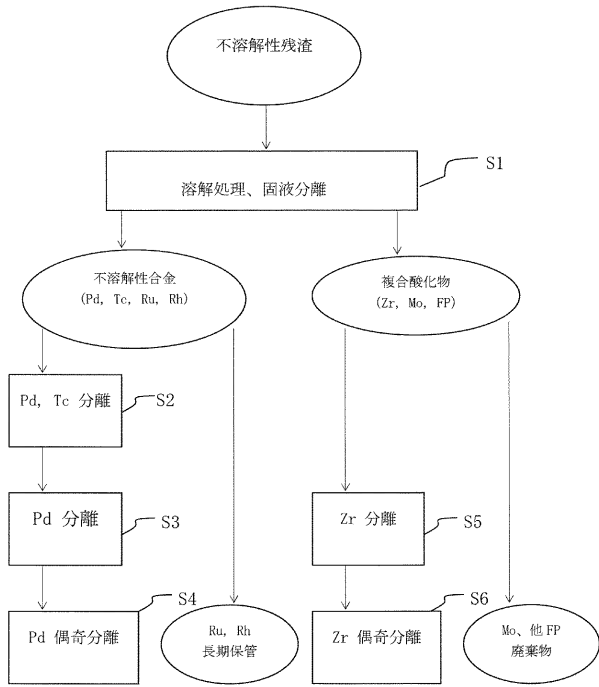 不溶解性残渣
溶解処理、固液分離
S1
不溶解性合金
(Pd, Tc, Ru, Rh)
複合酸化物
(Zr, Mo, FP)
Pd, Tc 分離
S2
Pd 分離
S3
Zr 分離
S5
Pd 偶奇分離
S4
Ru, Rh
長期保管
Zr 偶奇分離
S6
Mo、他FP
廃棄物